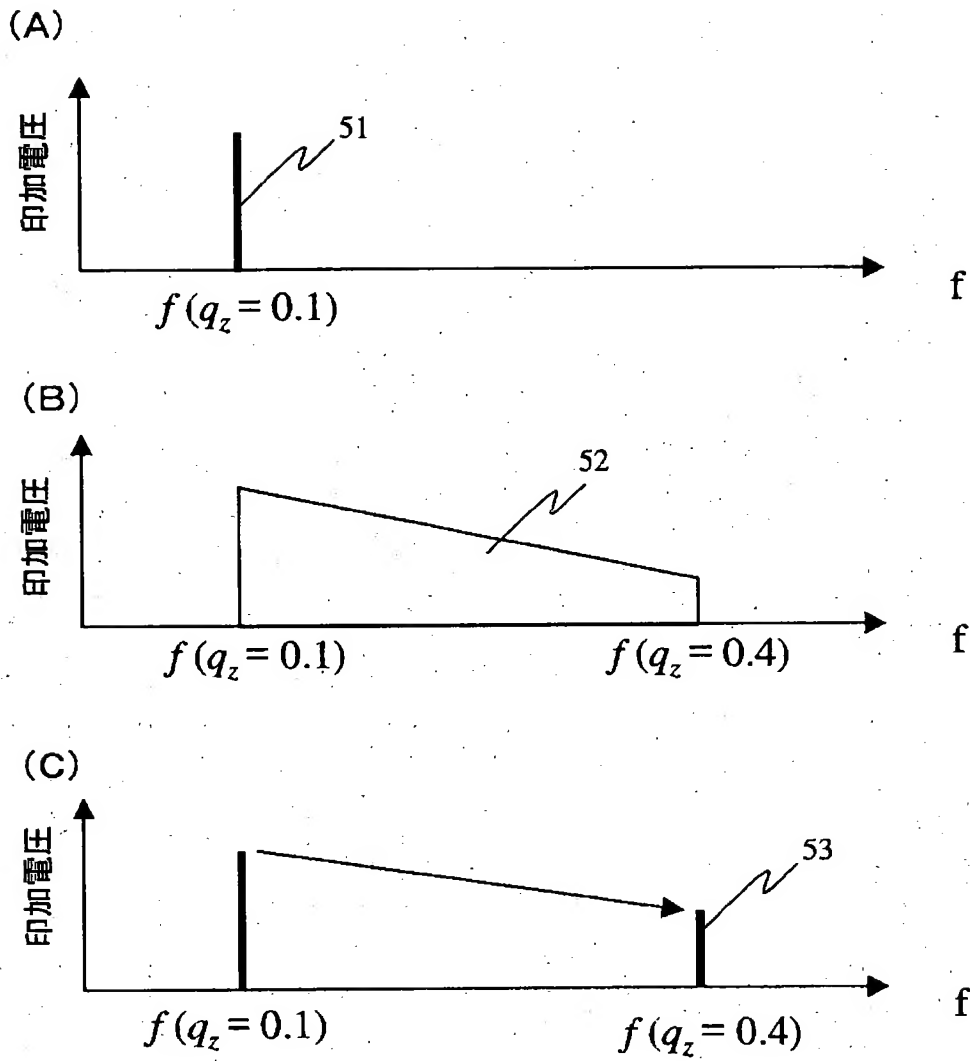 (A)
印加電圧
51
f
f(q_z = 0.1)
(B)
印加電圧
52
f
f(q_z = 0.1)
f(q_z = 0.4)
(C)
印加電圧
53
f
f(q_z = 0.1)
f(q_z = 0.4)